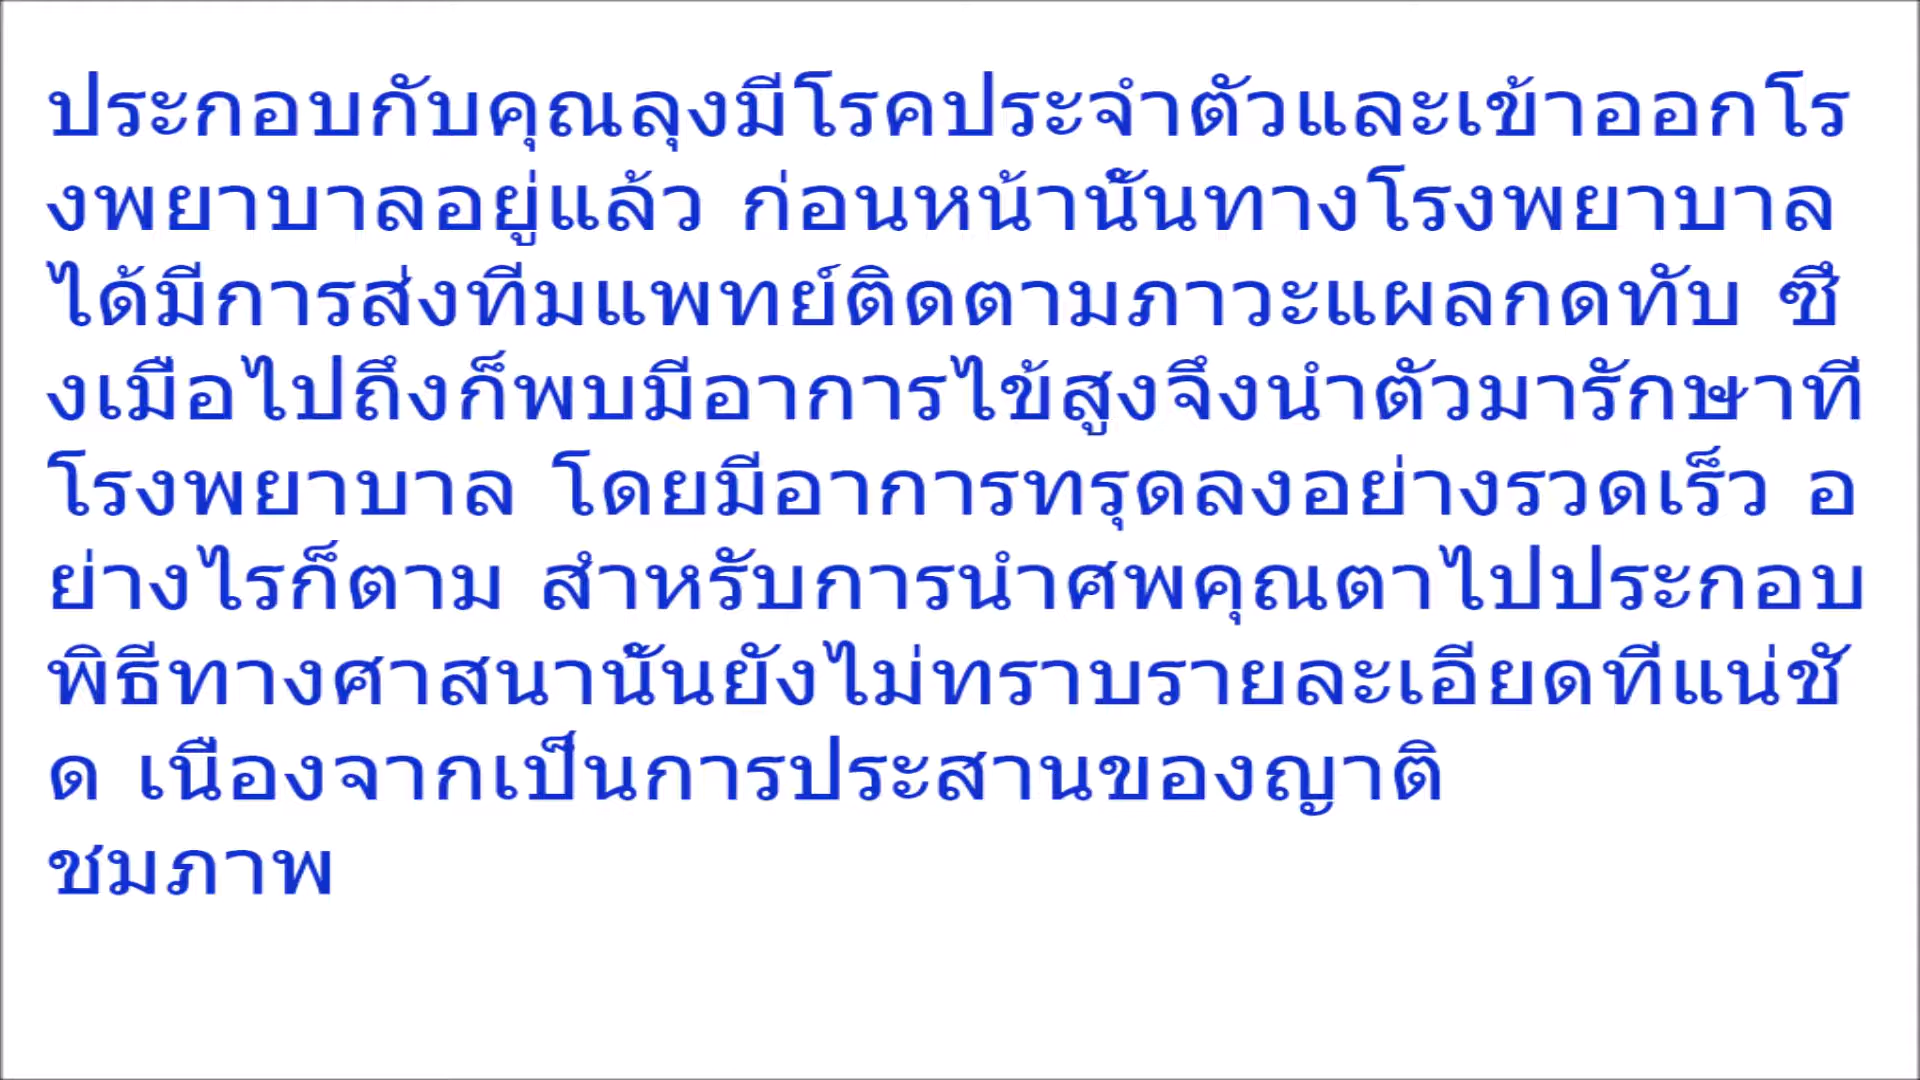 ประกอบกับคุณลุงมีโรคประจำตัวและเข้าออกโร
งพยาบาลอยู่แล้ว ก่อนหน้านั้นทางโรงพยาบาล
ได้มีการส่งทีมแพทย์ติดตามภาวะแผลกดทับ ซึ่
งเมื่อไปถึงก็พบมีอาการไข้สูงจึงนำตัวมารักษาที่
โรงพยาบาล โดยมีอาการทรุดลงอย่างรวดเร็ว อ
ย่างไรก็ตาม สำหรับการนำศพคุณตาไปประกอบ
พิธีทางศาสนานั้นยังไม่ทราบรายละเอียดที่แน่ชั
ด เนื่องจากเป็นการประสานของญาติ
ชมภาพ